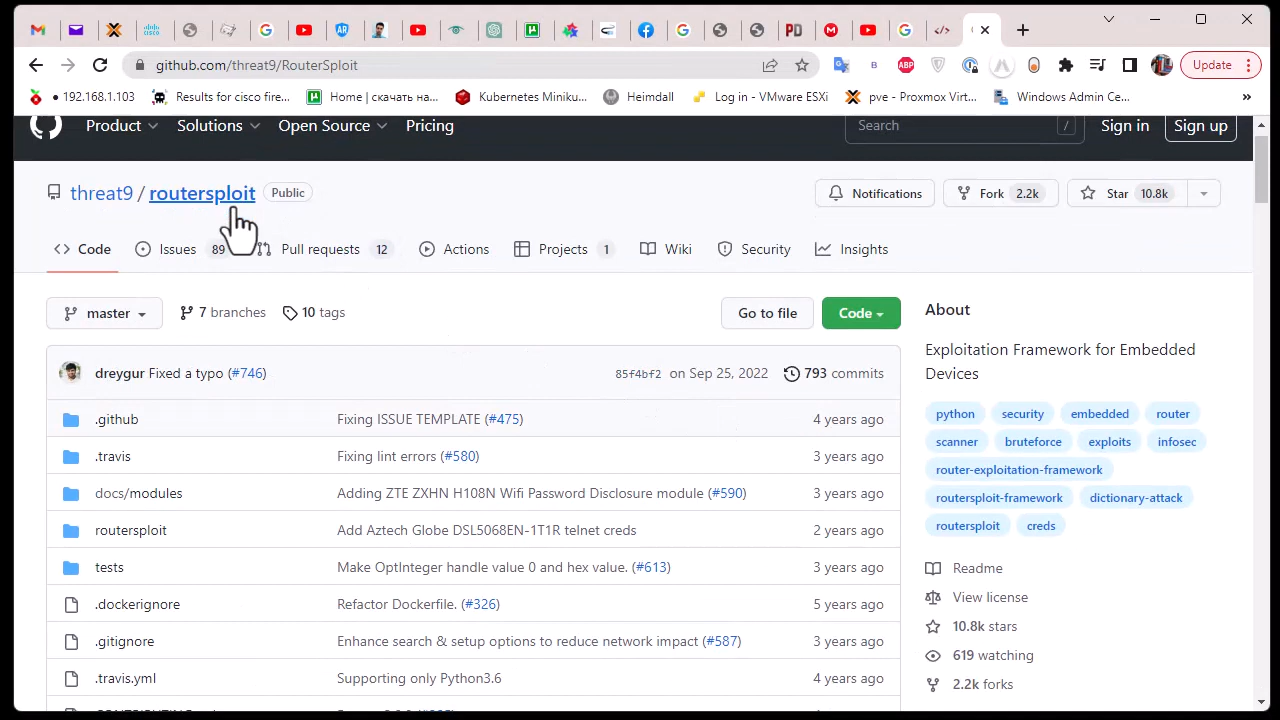 github.com/threat9/RouterSploit
Update
192.168.1.103
Results for cisco fire...
Home | скачать на...
Kubernetes Miniku...
Heimdall
Login - VMware ESXi
pve - Proxmox Virt...
Windows Admin Ce...
»
Product
Solutions
Open Source
Pricing
Search
/
Sign in
Sign up
threat9 / routersploit
Public
Notifications
Fork 2.2k
Star 10.8k
Code
Issues 89
Pull requests 12
Actions
Projects 1
Wiki
Security
Insights
master
7 branches
10 tags
Go to file
Code
dreygur Fixed a typo (#746)
85f4bf2 on Sep 25, 2022
793 commits
.github
Fixing ISSUE TEMPLATE (#475)
4 years ago
.travis
Fixing lint errors (#580)
3 years ago
docs/modules
Adding ZTE ZXHN H108N Wifi Password Disclosure module (#590)
3 years ago
routersploit
Add Aztech Globe DSL5068EN-1T1R telnet creds
2 years ago
tests
Make OptInteger handle value 0 and hex value. (#613)
3 years ago
.dockerignore
Refactor Dockerfile. (#326)
5 years ago
.gitignore
Enhance search & setup options to reduce network impact (#587)
3 years ago
.travis.yml
Supporting only Python3.6
4 years ago
About
Exploitation Framework for Embedded
Devices
python security embedded router
scanner bruteforce exploits infosec
router-exploitation-framework
routersploit-framework dictionary-attack
routersploit creds
Readme
View license
10.8k stars
619 watching
2.2k forks